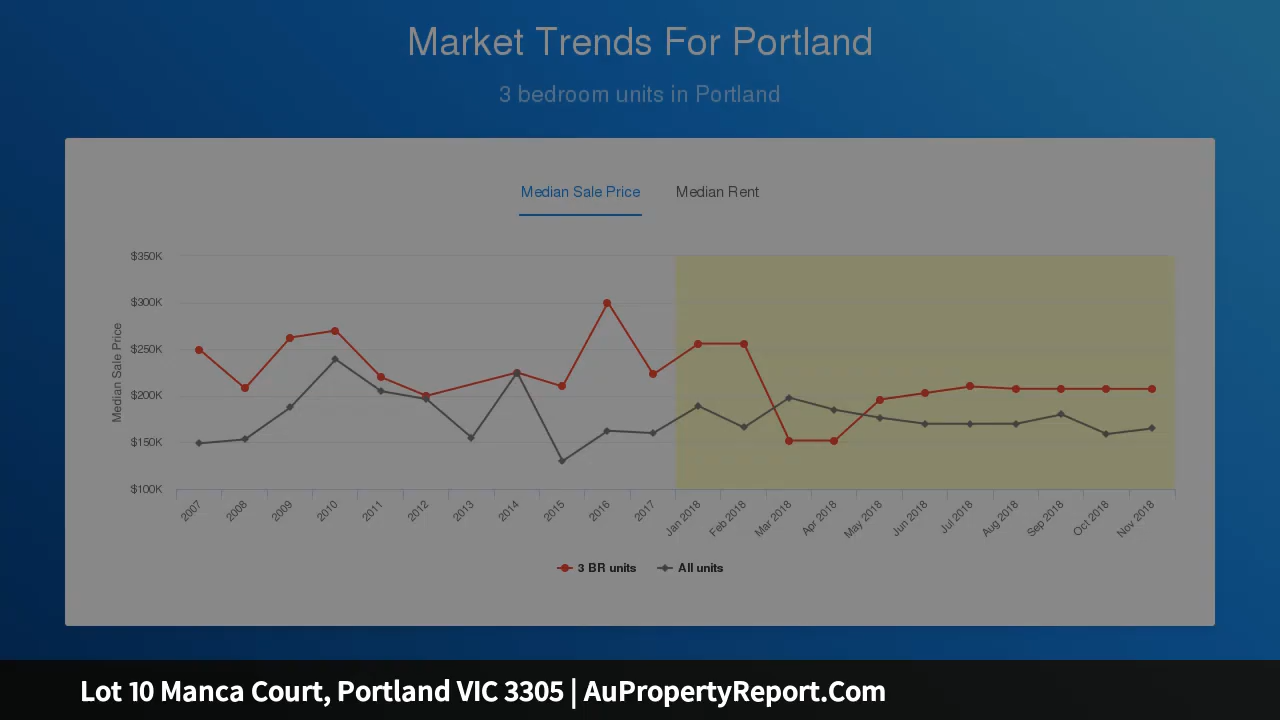 Market Trends For Portland
3 bedroom units in Portland
Median Sale Price
Median Rent
Median Sale Price
$350K
$300K
$250K
$200K
$150K
$100K
2007
2008
2009
2010
2011
2012
2013
2014
2015
2016
2017
Jan 2018
Feb 2018
Mar 2018
Apr 2018
May 2018
Jun 2018
Jul 2018
Aug 2018
Sep 2018
Oct 2018
Nov 2018
3 BR units
All units
Lot 10 Manca Court, Portland VIC 3305 | AuPropertyReport.Com